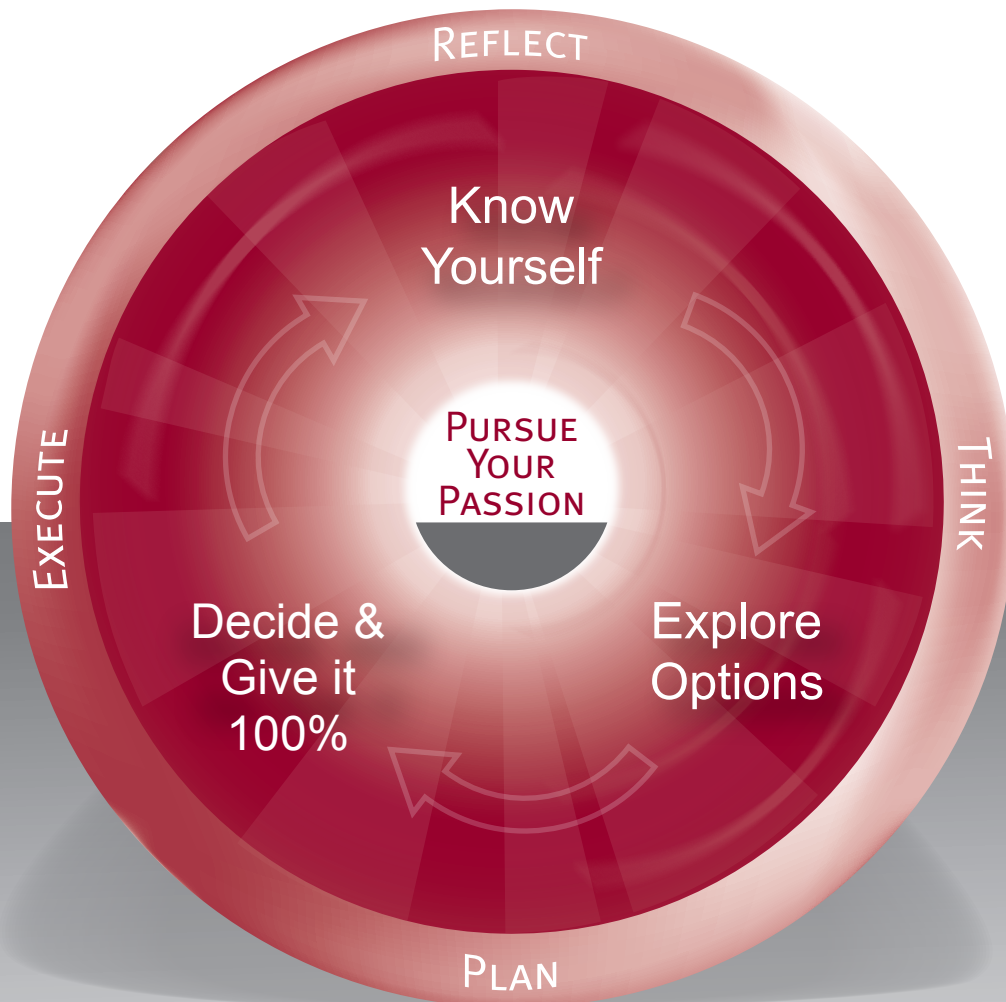 REFLECT
Know
Yourself
PURSUE
YOUR
PASSION
EXECUTE
THINK
Decide &
Give it
100%
Explore
Options
PLAN